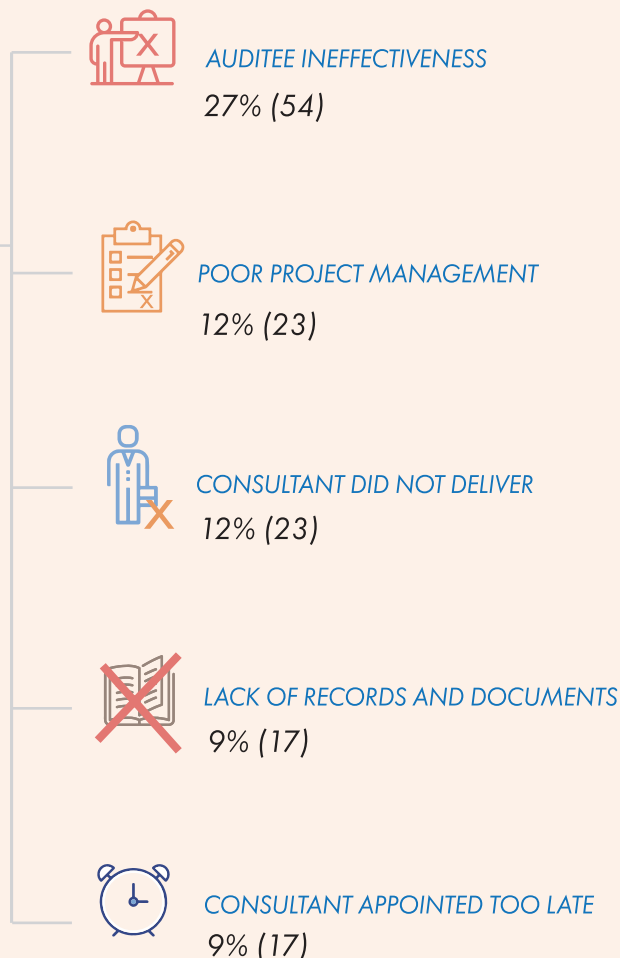 X
AUDITEE INEFFECTIVENESS
27% (54)
POOR PROJECT MANAGEMENT
X
12% (23)
CONSULTANT DID NOT DELIVER
X
12% (23)
LACK OF RECORDS AND DOCUMENTS
9% (17)
CONSULTANT APPOINTED TOO LATE
9% (17)